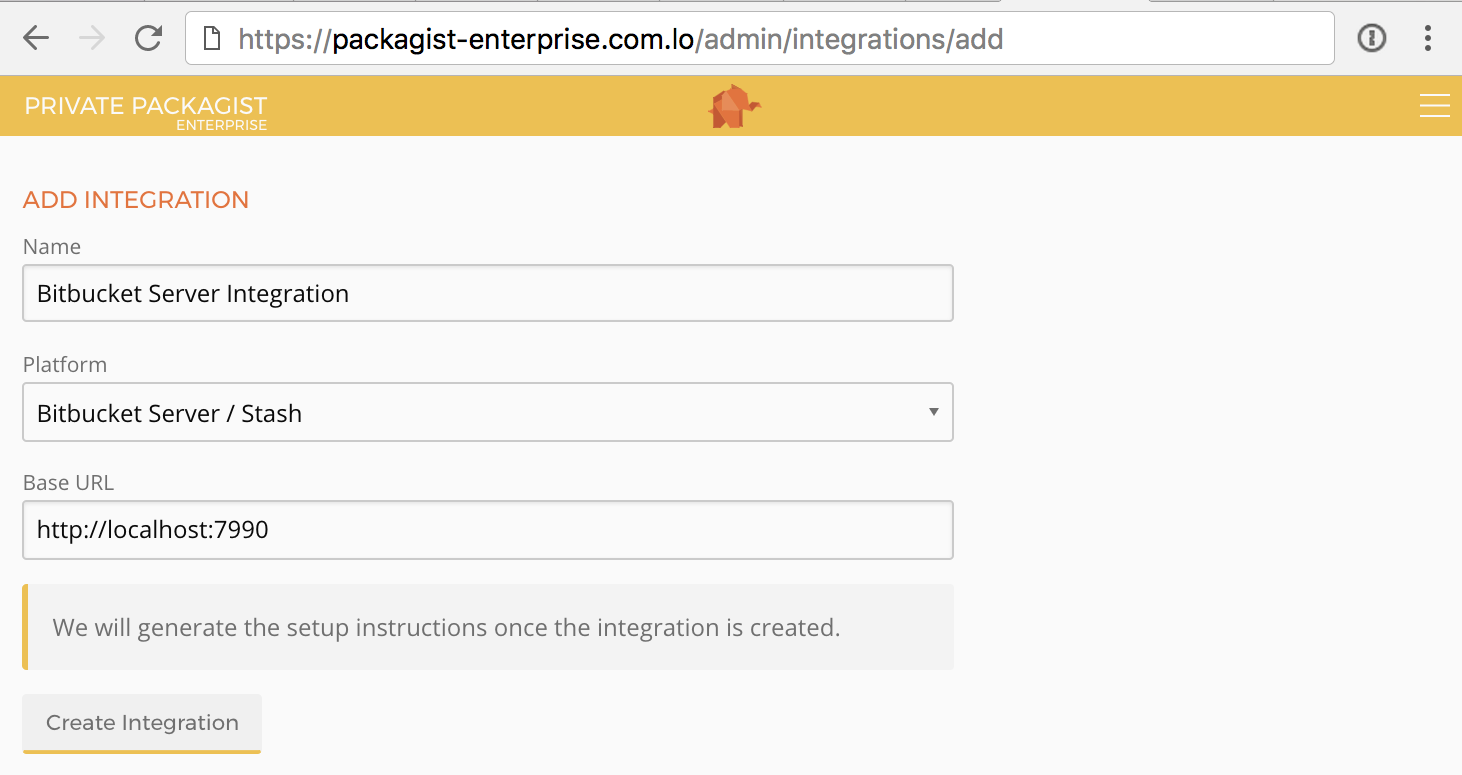 https://packagist-enterprise.com.lo/admin/integrations/add
PRIVATE PACKAGIST
ENTERPRISE
ADD INTEGRATION
Name
Bitbucket Server Integration
Platform
Bitbucket Server / Stash
Base URL
http://localhost:7990
We will generate the setup instructions once the integration is created.
Create Integration